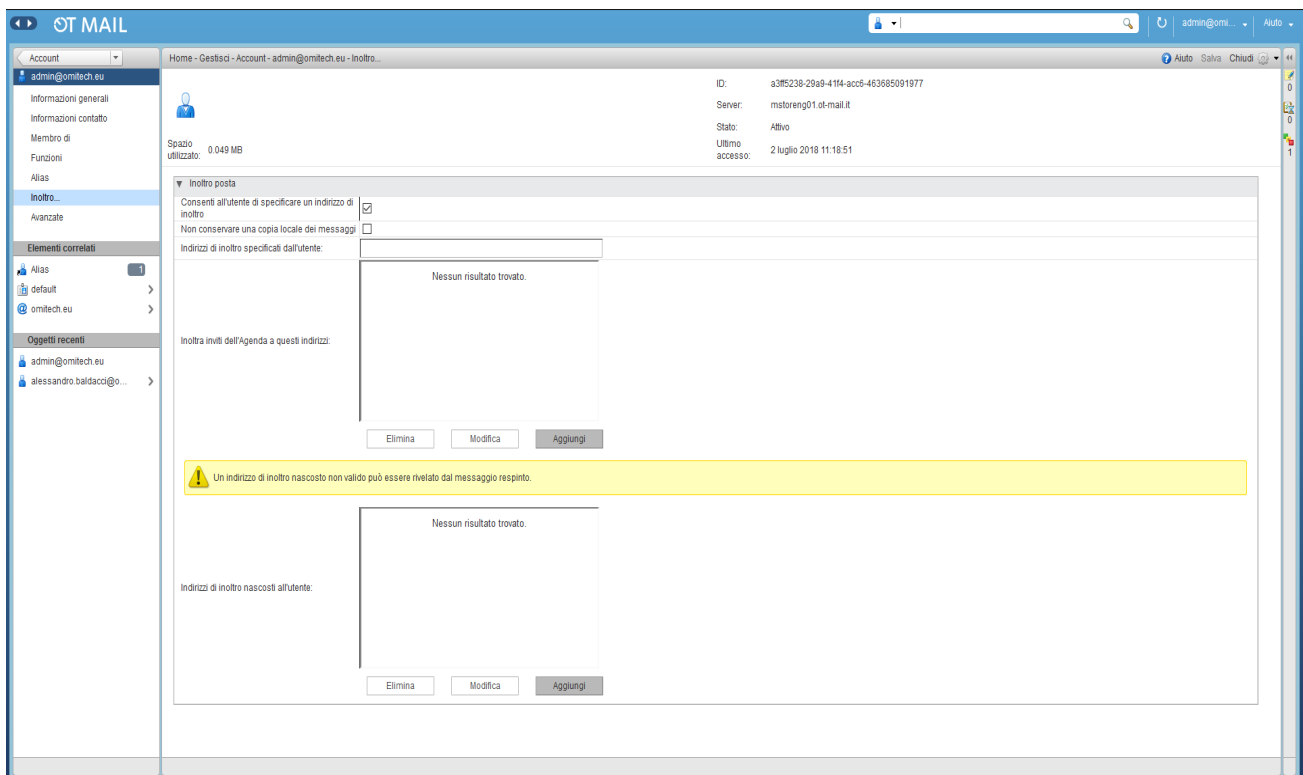 OT MAIL
admin@omi...
Aiuto
Account
Home - Gestisci - Account - admin@omitech.eu - Inoltro...
Aiuto Salva Chiudi
admin@omitech.eu
Informazioni generali
Informazioni contatto
Membro di
Funzioni
Alias
Inoltro...
Avanzate
Elementi correlati
Alias 1
default
omitech.eu
Oggetti recenti
admin@omitech.eu
alessandro.baldacci@o...
ID: a3ff5238-29a9-41f4-acc6-463685091977
Server: mstoreng01.ot-mail.it
Stato: Attivo
Spazio utilizzato: 0.049 MB
Ultimo accesso: 2 luglio 2018 11:18:51
0
0
1
Inoltro posta
Consenti all'utente di specificare un indirizzo di
inoltro
Non conservare una copia locale dei messaggi
Indirizzi di inoltro specificati dall'utente:
Nessun risultato trovato.
Inoltra inviti dell'Agenda a questi indirizzi:
Elimina Modifica Aggiungi
Un indirizzo di inoltro nascosto non valido può essere rivelato dal messaggio respinto.
Nessun risultato trovato.
Indirizzi di inoltro nascosti all'utente:
Elimina Modifica Aggiungi